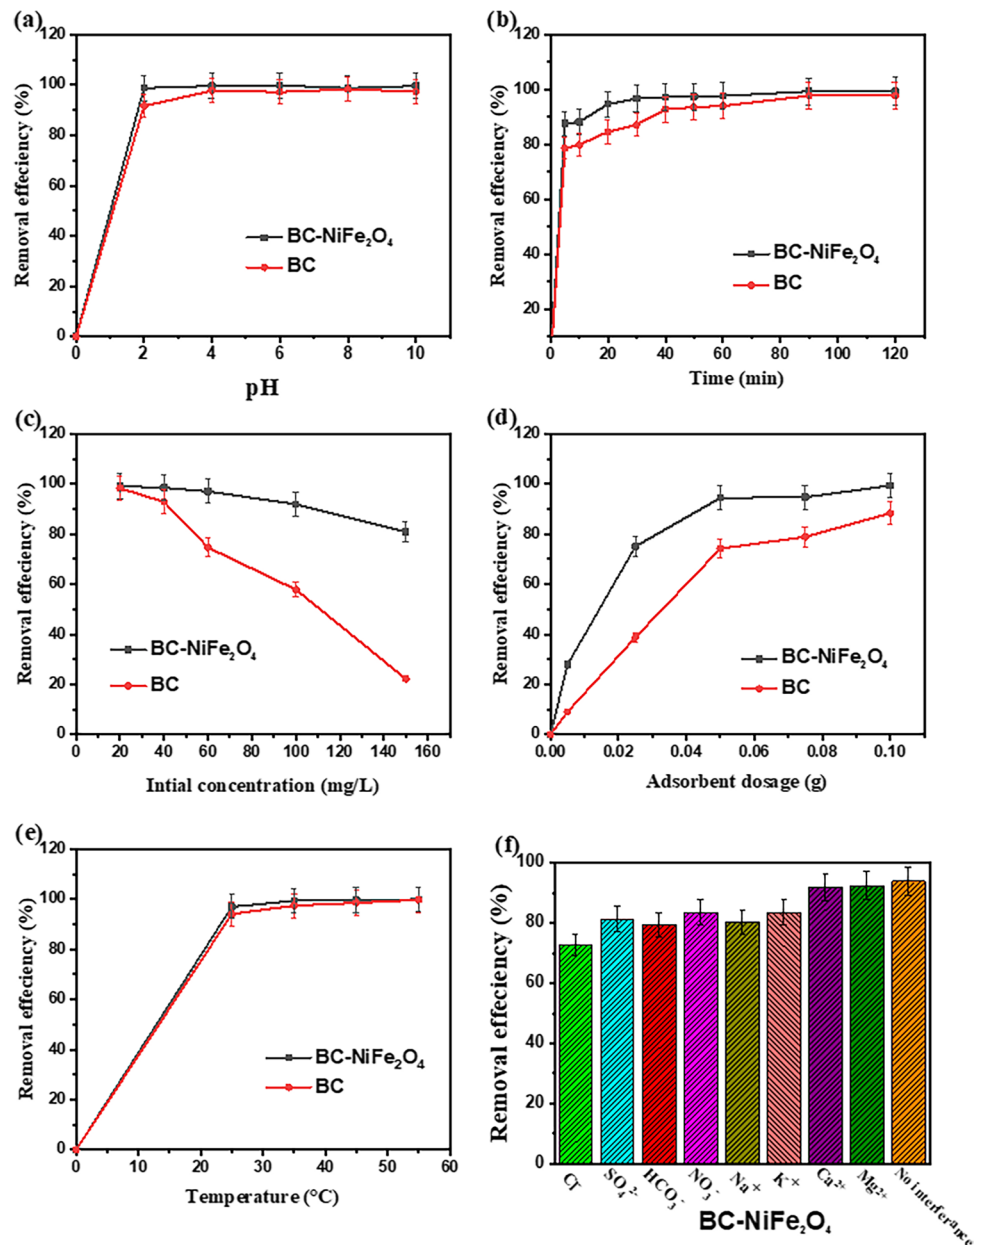 (a)
120
100
80
60
40
20
0
Removal effeciency (%)
BC-NiFe₂O₄
BC
0 2 4 6 8 10
pH
(b)
120
100
80
60
40
20
Removal effeciency (%)
BC-NiFe₂O₄
BC
0 20 40 60 80 100 120
Time (min)
(c)
120
100
80
60
40
20
0
Removal effeciency (%)
BC-NiFe₂O₄
BC
0 20 40 60 80 100 120 140 160
Intial concentration (mg/L)
(d)
120
100
80
60
40
20
0
Removal effeciency (%)
BC-NiFe₂O₄
BC
0.00 0.02 0.04 0.06 0.08 0.10
Adsorbent dosage (g)
(e)
120
100
80
60
40
20
0
Removal effeciency (%)
BC-NiFe₂O₄
BC
0 10 20 30 40 50 60
Temperature (°C)
(f)
100
80
60
40
20
0
Removal effeciency (%)
Cl⁻
SO₄²⁻
HCO₃⁻
NO₃⁻
Na⁺
K⁺
Ca²⁺
Mg²⁺
No interferance
BC-NiFe₂O₄